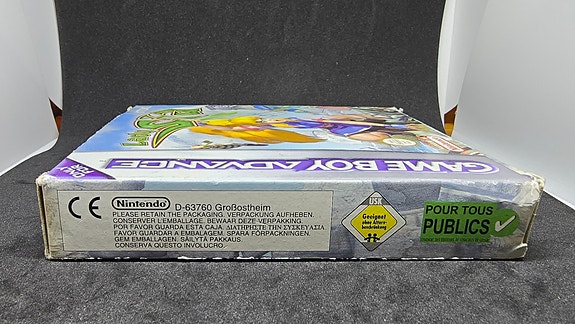 GAME BOY ADVANCE
CE
Nintendo D-63760 Großostheim
PLEASE RETAIN THE PACKAGING. VERPACKUNG AUFHEBEN.
CONSERVER L'EMBALLAGE. BEWAAR DEZE VERPAKKING.
POR FAVOR GUARDA ESTA CAJA. ΔΙΑΤΗΡΗΣΤΕ ΤΗΝ ΣΥΣΚΕΥΑΣΙΑ
FAVOR GUARDAR A EMBALAGEM. SPARA FÖRPACKNINGEN.
GEM EMBALLAGEN. SÄILYTÄ PAKKAUS.
CONSERVA QUESTO INVOLUCRO
USK
Geeignet
ohne Alters-
beschränkung
POUR TOUS
PUBLICS